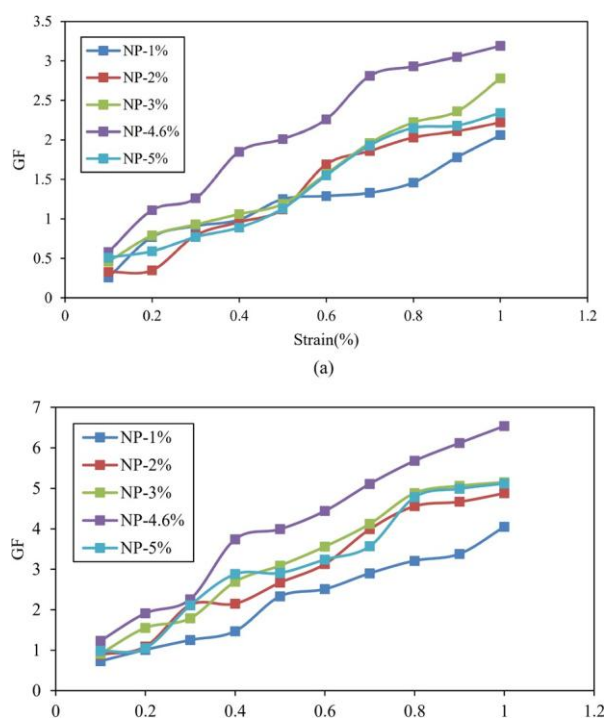 3.5
3
2.5
2
1.5
1
0.5
0
GF
NP-1%
NP-2%
NP-3%
NP-4.6%
NP-5%
0 0.2 0.4 0.6 0.8 1 1.2
Strain(%)
(a)
7
6
5
4
3
2
1
0
GF
NP-1%
NP-2%
NP-3%
NP-4.6%
NP-5%
0 0.2 0.4 0.6 0.8 1 1.2